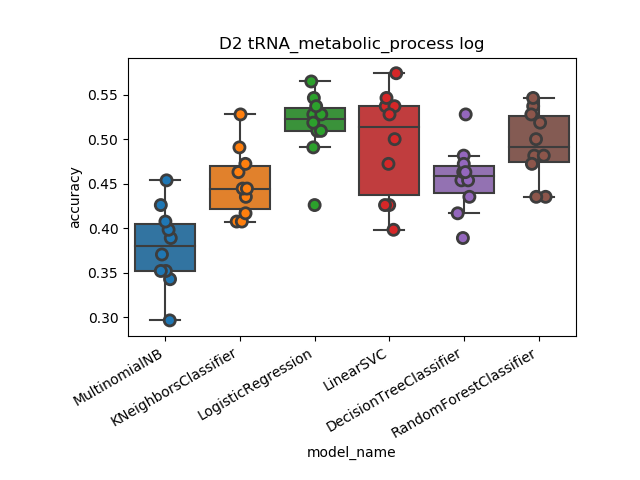 D2 tRNA_metabolic_process log
0.55
0.50
0.45
0.40
0.35
0.30
accuracy
MultinomialNB
KNeighborsClassifier
LogisticRegression
LinearSVC
DecisionTreeClassifier
RandomForestClassifier
model_name